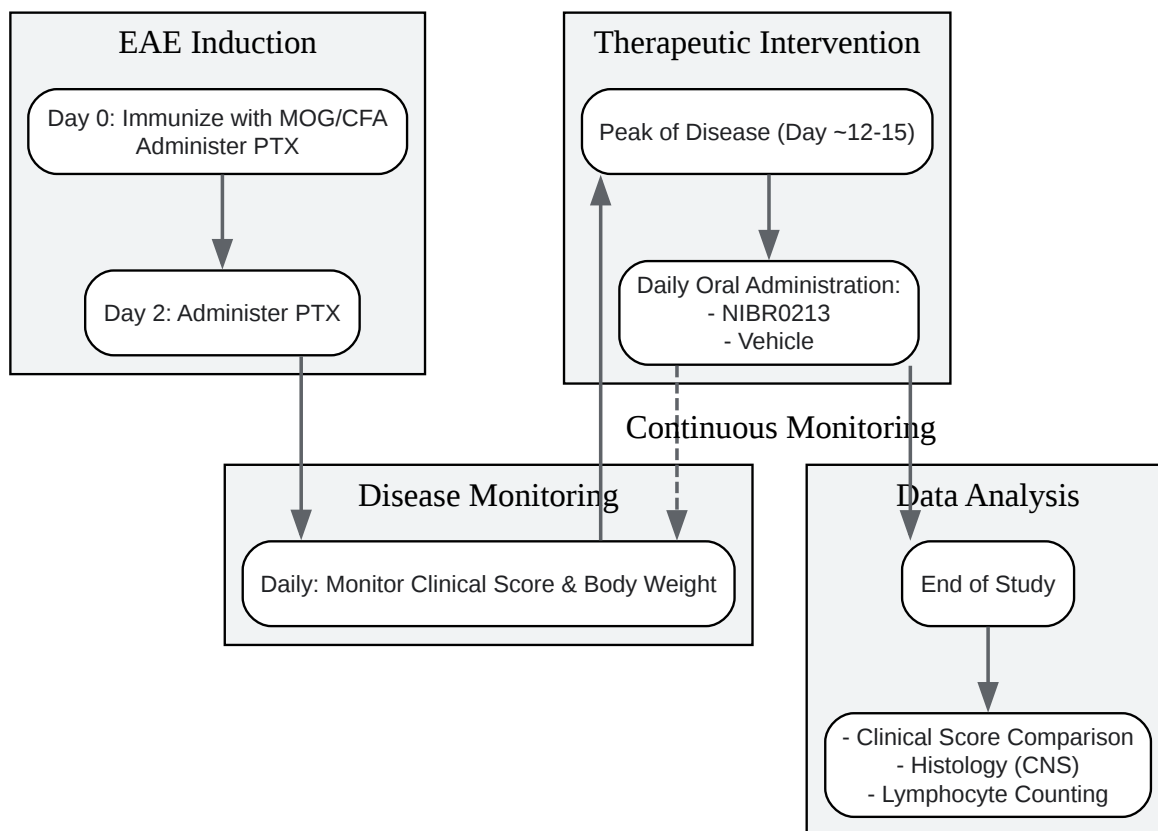 EAE Induction
Day 0: Immunize with MOG/CFA
Administer PTX
Day 2: Administer PTX
Therapeutic Intervention
Peak of Disease (Day ~12-15)
Daily Oral Administration:
- NIBR0213
- Vehicle
Continuous Monitoring
Disease Monitoring
Daily: Monitor Clinical Score & Body Weight
Data Analysis
End of Study
- Clinical Score Comparison
- Histology (CNS)
- Lymphocyte Counting